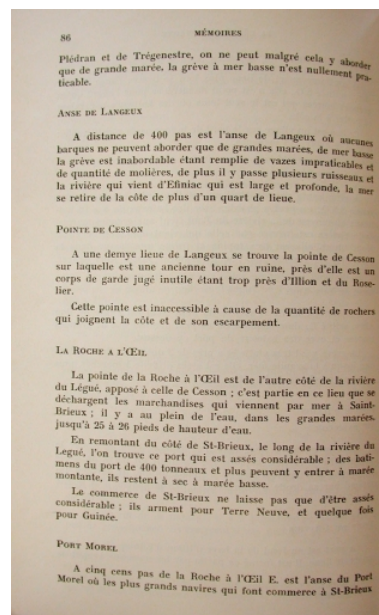 86
MÉMOIRES
Plédran et de Trégenestre, on ne peut malgré cela y aborder
que de grande marée, la grève à mer basse n'est nullement pra-
ticable.
ANSE DE LANGEUX
A distance de 400 pas est l'anse de Langeux où aucunes
barques ne peuvent aborder que de grandes marées, de mer basse
la grève est inabordable étant remplie de vazes impraticables et
de quantité de molières, de plus il y passe plusieurs ruisseaux et
la rivière qui vient d'Efiniac qui est large et profonde, la mer
se retire de la côte de plus d'un quart de lieue.
POINTE DE CESSON
A une demye lieue de Langeux se trouve la pointe de Cesson
sur laquelle est une ancienne tour en ruine, près d'elle est un
corps de garde jugé inutile étant trop près d'Illion et du Rose-
lier.
Cette pointe est inaccessible à cause de la quantité de rochers
qui joignent la côte et de son escarpement.
LA ROCHE A L'ŒIL
La pointe de la Roche à l'Œil est de l'autre côté de la rivière
du Légué, apposé à celle de Cesson ; c'est partie en ce lieu que se
déchargent les marchandises qui viennent par mer à Saint-
Brieux ; il y a au plein de l'eau, dans les grandes marées,
jusqu'à 25 à 26 pieds de hauteur d'eau.
En remontant du côté de St-Brieux, le long de la rivière du
Legué, l'on trouve ce port qui est assés considérable ; des bati-
mens du port de 400 tonneaux et plus peuvent y entrer à marée
montante, ils restent à sec à marée basse.
Le commerce de St-Brieux ne laisse pas que d'être assés
considérable ; ils arment pour Terre Neuve, et quelque fois
pour Guinée.
PORT MOREL
A cinq cens pas de la Roche à l'Œil E. est l'anse du Port
Morel où les plus grands navires qui font commerce à St-Brieux